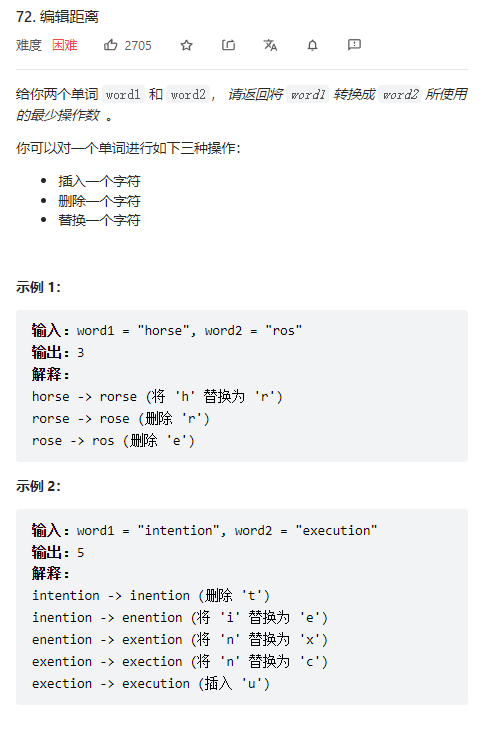 72. 编辑距离
难度 困难 2705
给你两个单词 word1 和 word2， 请返回将 word1 转换成 word2 所使用
的最少操作数 。
你可以对一个单词进行如下三种操作：
• 插入一个字符
• 删除一个字符
• 替换一个字符
示例 1：
输入：word1 = "horse", word2 = "ros"
输出：3
解释：
horse -> rorse (将 'h' 替换为 'r')
rorse -> rose (删除 'r')
rose -> ros (删除 'e')
示例 2：
输入：word1 = "intention", word2 = "execution"
输出：5
解释：
intention -> inention (删除 't')
inention -> enention (将 'i' 替换为 'e')
enention -> exention (将 'n' 替换为 'x')
exention -> exection (将 'n' 替换为 'c')
exection -> execution (插入 'u')